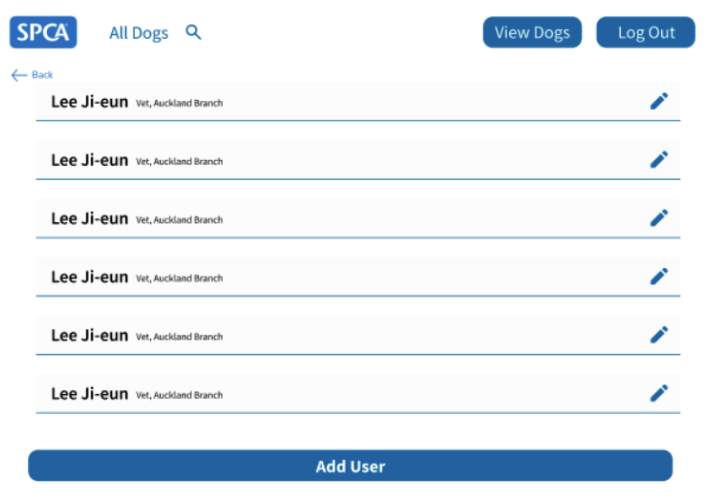 SPCA All Dogs View Dogs Log Out
Back
Lee Ji-eun Vet, Auckland Branch
Lee Ji-eun Vet, Auckland Branch
Lee Ji-eun Vet, Auckland Branch
Lee Ji-eun Vet, Auckland Branch
Lee Ji-eun Vet, Auckland Branch
Lee Ji-eun Vet, Auckland Branch
Add User